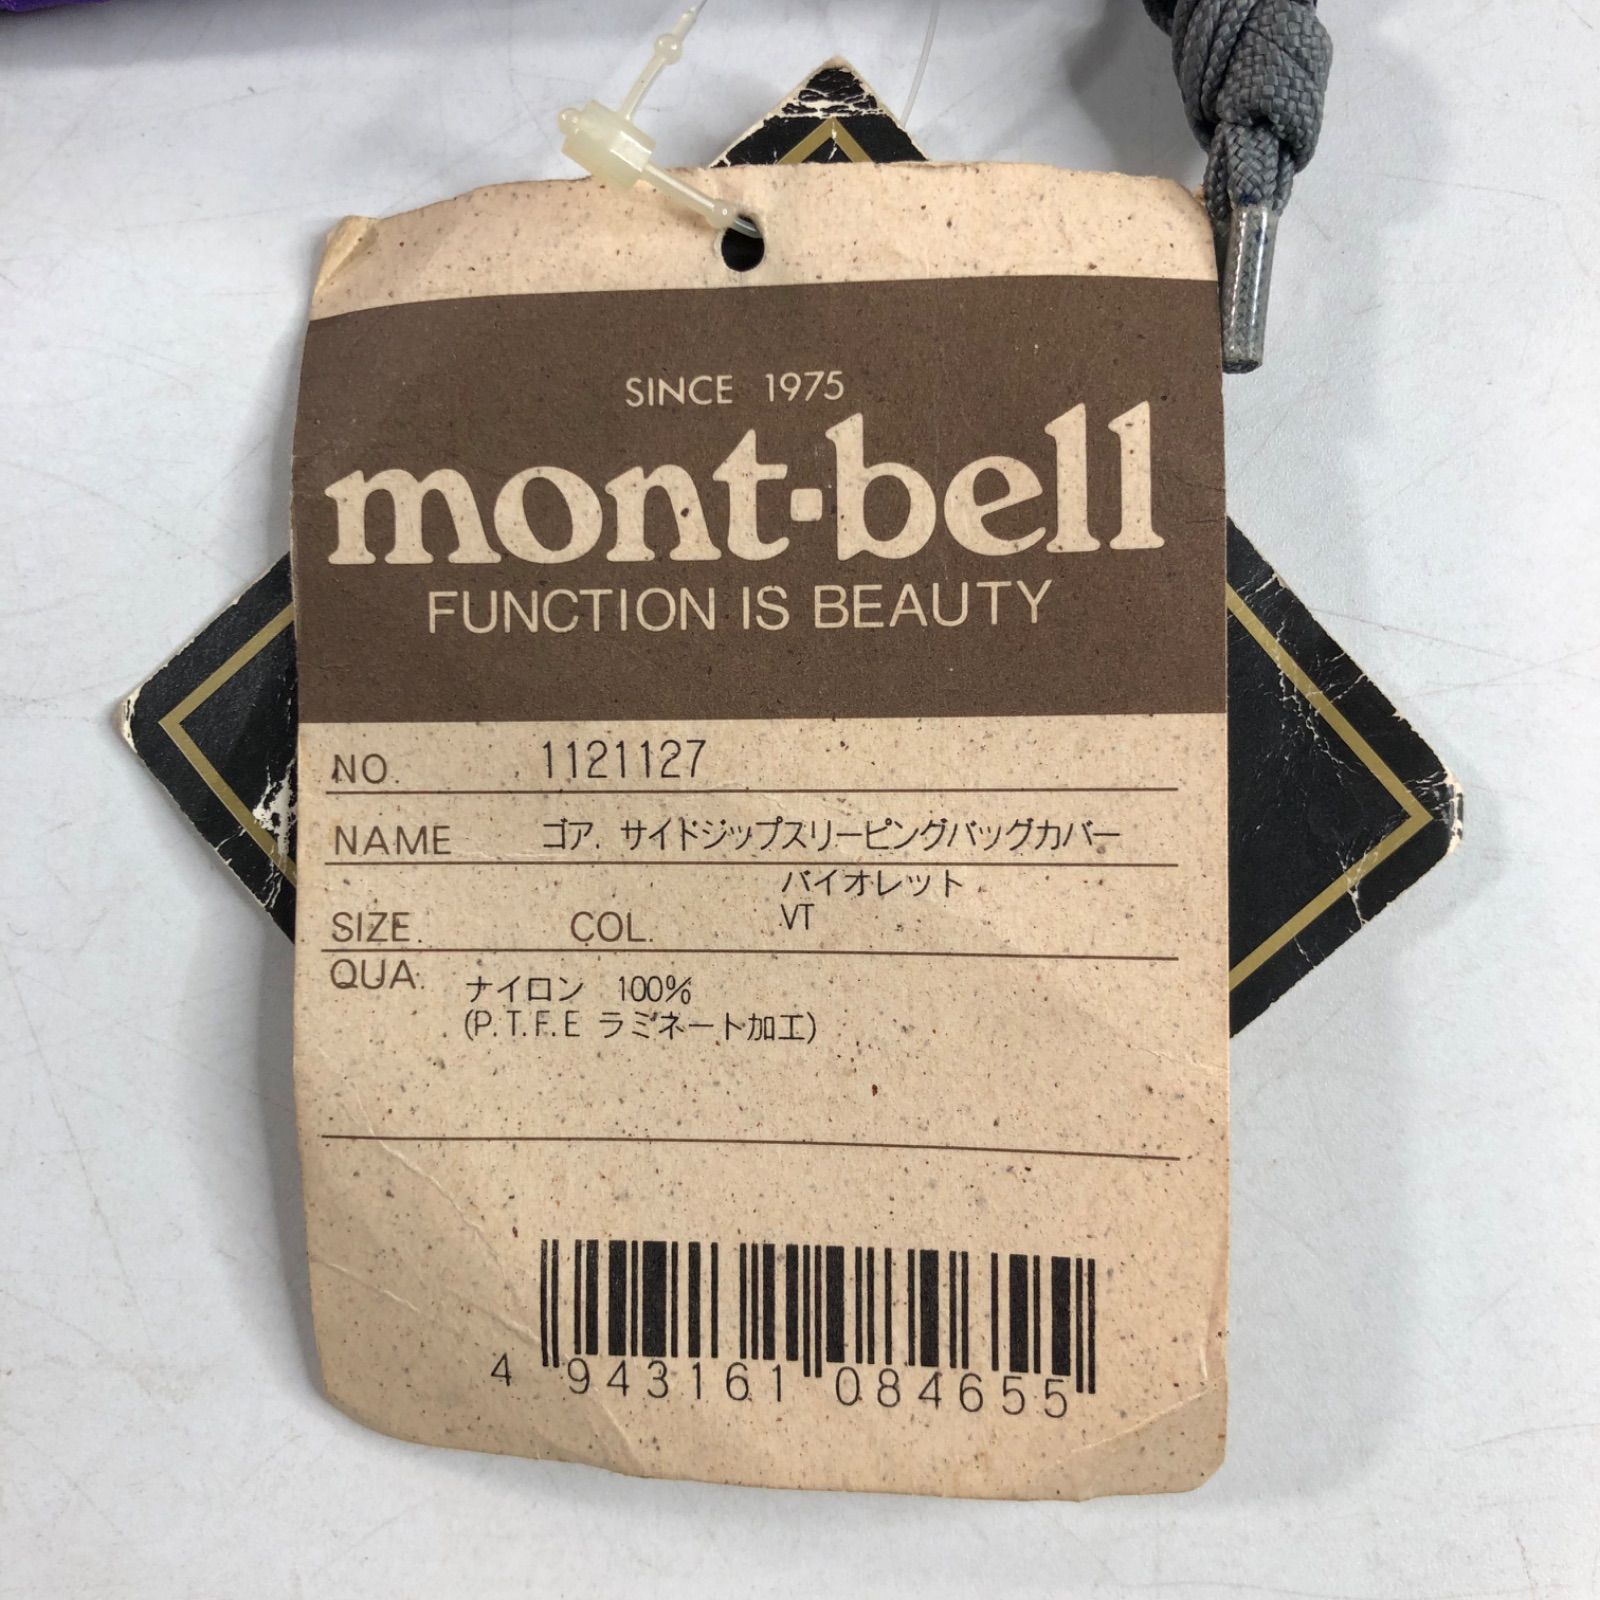 SINCE 1975
mont-bell
FUNCTION IS BEAUTY
NO. 1121127
NAME ゴア. サイドジップスリーピングバッグカバー
バイオレット
SIZE. COL. VT
QUA. ナイロン 100%
(P.T.F.E ラミネート加工)
4 943161 084655